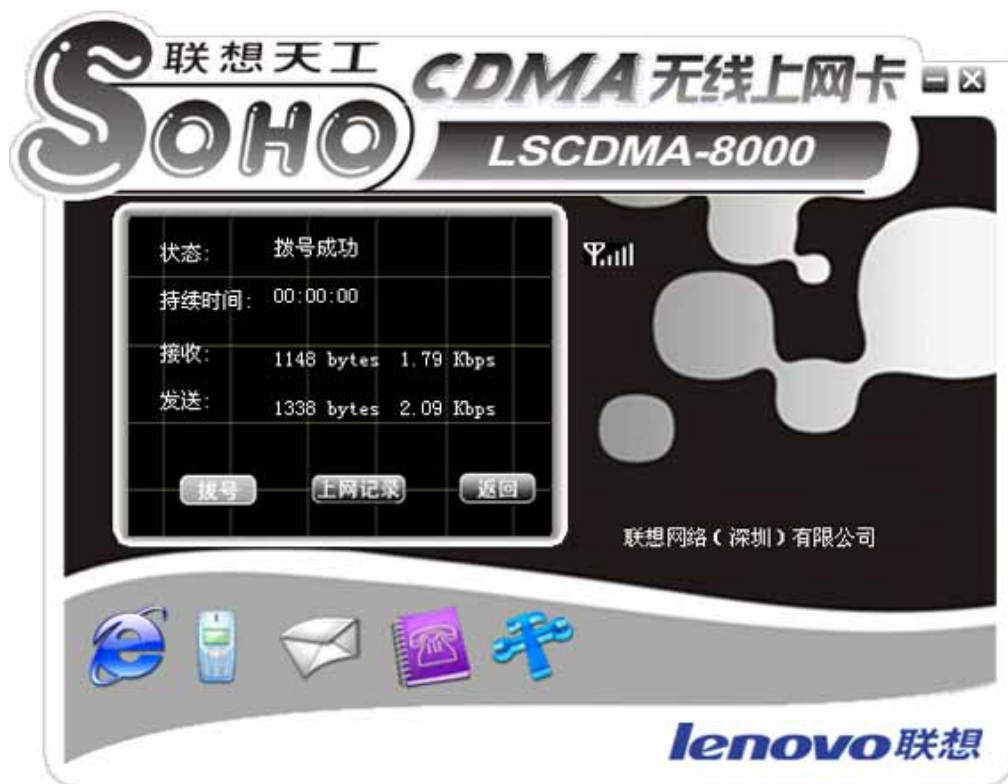 联想天工
SOHO
CDMA无线上网卡
LSCDMA-8000
状态: 拨号成功
持续时间: 00:00:00
接收: 1148 bytes 1.79 Kbps
发送: 1338 bytes 2.09 Kbps
拨号 上网记录 返回
联想网络(深圳)有限公司
lenovo联想